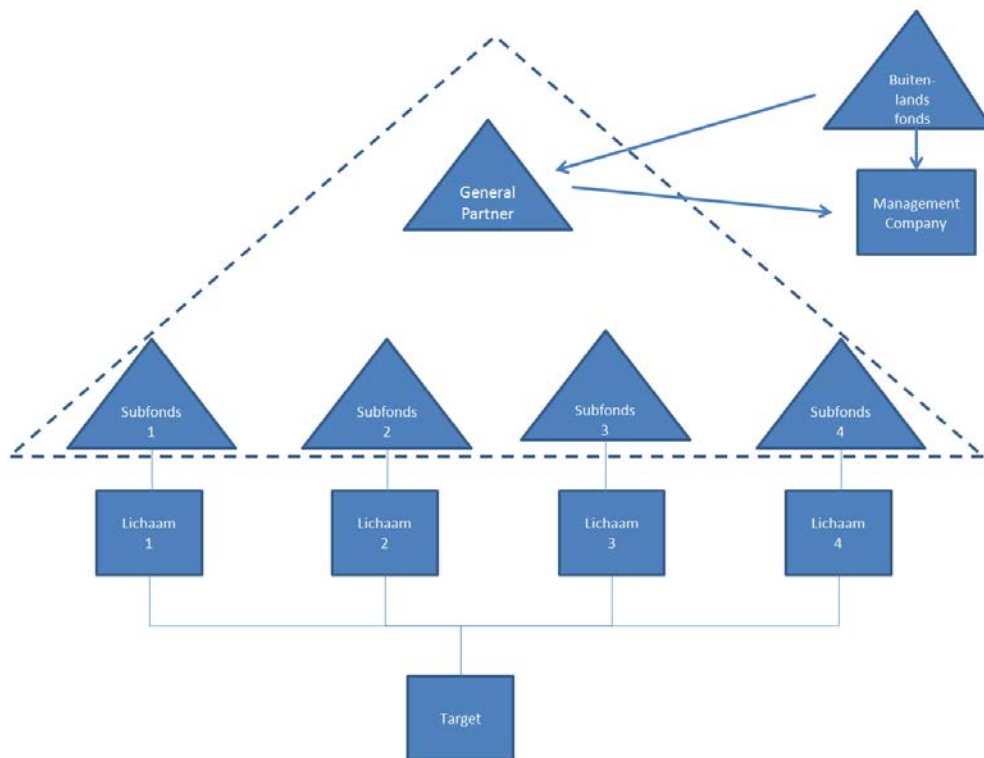 Buiten-
lands
fonds
General
Partner
Management
Company
Subfonds
1
Subfonds
2
Subfonds
3
Subfonds
4
Lichaam
1
Lichaam
2
Lichaam
3
Lichaam
4
Target